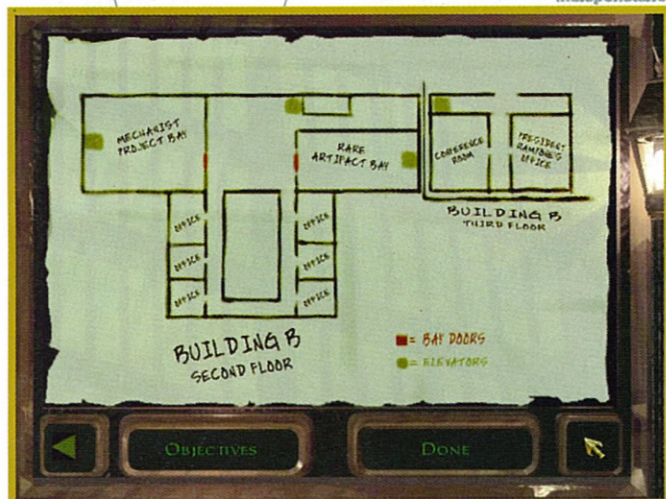 MECHANIST
PROJECT BAY
RARE
ARTIFACT BAY
CONFERENCE
ROOM
PRESIDENT
RAMPONE'S
OFFICE
BUILDING B
THIRD FLOOR
OFFICE
OFFICE
OFFICE
OFFICE
OFFICE
OFFICE
BUILDING B
SECOND FLOOR
= BAY DOORS
= ELEVATORS
OBJECTIVES
DONE